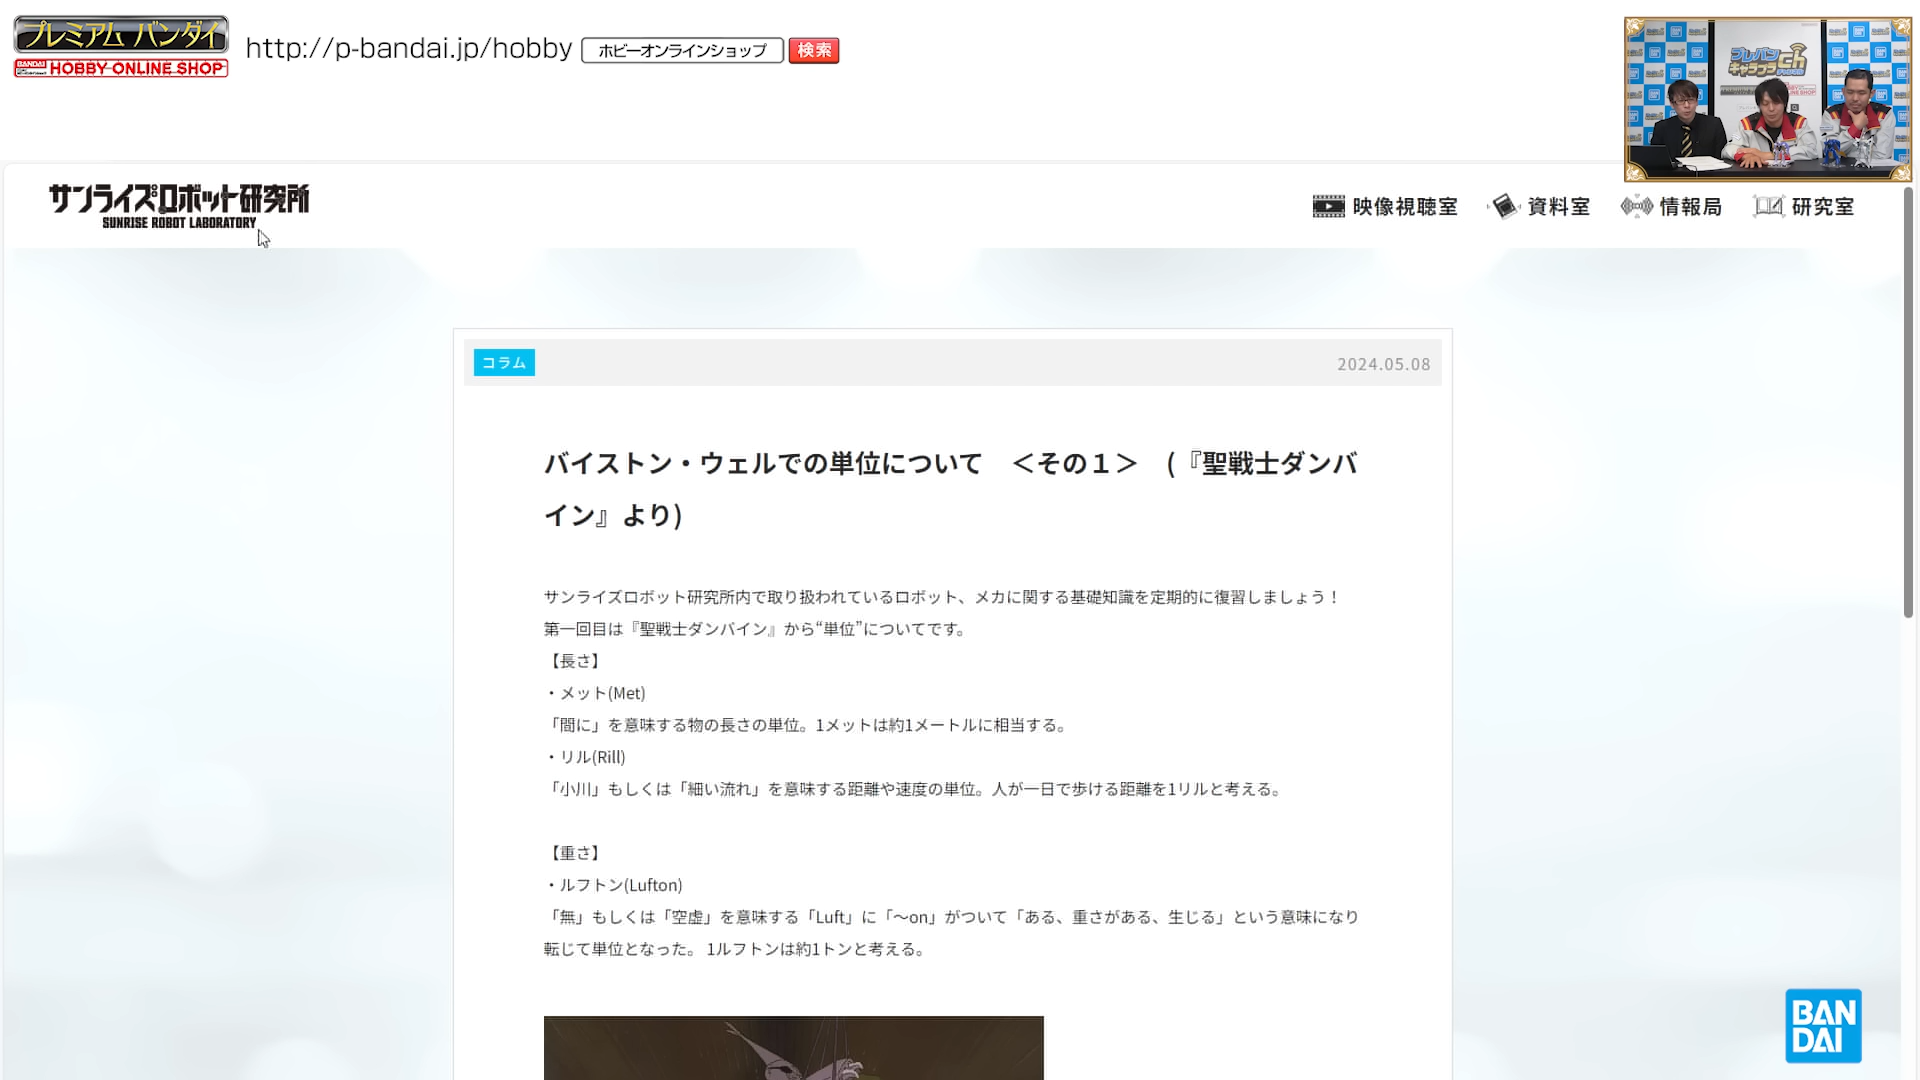 プレミアム バンダイ
BANDAI HOBBY ONLINE SHOP
http://p-bandai.jp/hobby ホビーオンラインショップ 検索
プレバン
キャラプラch
サンライズロボット研究所
SUNRISE ROBOT LABORATORY
映像視聴室 資料室 情報局 研究室
コラム 2024.05.08
バイストン・ウェルでの単位について　＜その１＞　(『聖戦士ダンバ
イン』より)
サンライズロボット研究所内で取り扱われているロボット、メカに関する基礎知識を定期的に復習しましょう！
第一回目は『聖戦士ダンバイン』から“単位”についてです。
【長さ】
・メット(Met)
「間に」を意味する物の長さの単位。1メットは約1メートルに相当する。
・リル(Rill)
「小川」もしくは「細い流れ」を意味する距離や速度の単位。人が一日で歩ける距離を1リルと考える。
【重さ】
・ルフトン(Lufton)
「無」もしくは「空虚」を意味する「Luft」に「～on」がついて「ある、重さがある、生じる」という意味になり
転じて単位となった。 1ルフトンは約1トンと考える。
BAN
DAI